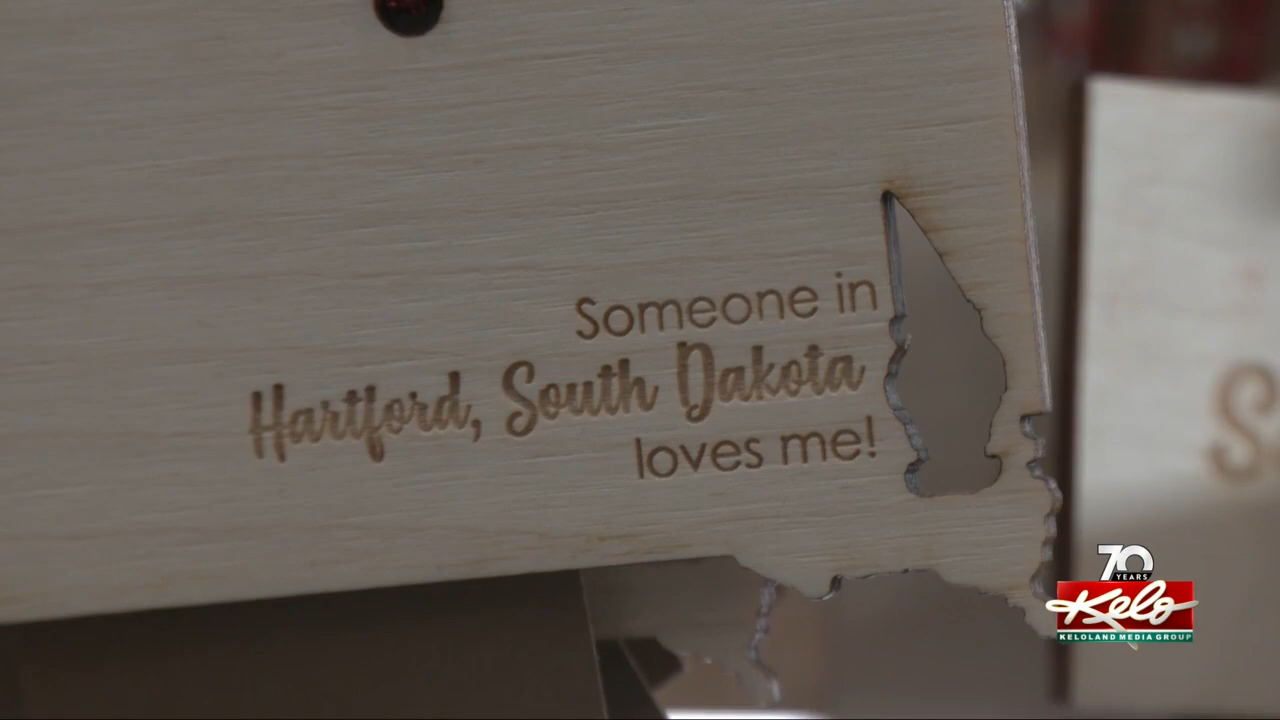 Someone in
Hartford, South Dakota
loves me!
S
70
YEARS
Kelo
KELOLAND MEDIA GROUP